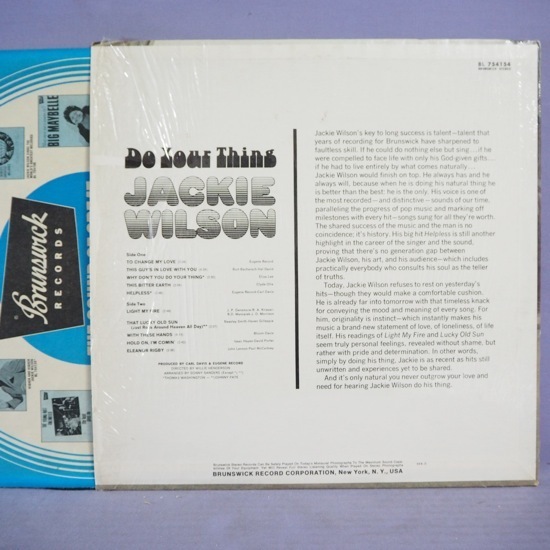 BL 754154
BIG MAYBELLE
Brunswick
RECORDS
Do Your Thing
JACKIE
WILSON
Side One
TO CHANGE MY LOVE
THIS GUY'S IN LOVE WITH YOU
WHY DON'T YOU DO YOUR THING?
THIS BITTER EARTH
HELPLESS
Side Two
LIGHT MY FIRE
THAT LUCKY OLD SUN
(Just Rolls Around Heaven All Day)
WITH THESE HANDS
HOLD ON, I'M COMIN'
ELEANOR RIGBY
PRODUCED BY CARL DAVIS & EUGENE RECORD
DIRECTED BY WILLIE HENDERSON
Jackie Wilson's key to long success is talent—talent that
years of recording for Brunswick have sharpened to
faultless skill. If he could do nothing else but sing...if he
were compelled to face life with only his God-given gifts...
if he had to live entirely by what comes naturally...
Jackie Wilson would finish on top. He always has and he
always will, because when he is doing his natural thing he
is better than the best: he is the only. His voice is one of
the most recorded—and distinctive—sounds of our time,
paralleling the progress of pop music and marking off
milestones with every hit—songs sung for all they're worth.
The shared success of the music and the man is no
coincidence; it's history. His big hit Helpless is still another
highlight in the career of the singer and the sound,
proving that there's no generation gap between
Jackie Wilson, his art, and his audience—which includes
practically everybody who consults his soul as the teller
of truths.
Today, Jackie Wilson refuses to rest on yesterday's
hits—though they would make a comfortable cushion.
He is already far into tomorrow with that timeless knack
for conveying the mood and meaning of every song: For
him, originality is instinct—which instantly makes his
music a brand-new statement of love, of loneliness, of life
itself. His readings of Light My Fire and Lucky Old Sun
seem truly personal feelings, revealed without shame, but
rather with pride and determination: In other words,
simply by doing his thing, Jackie is as recent as hits still
unwritten and experiences yet to be shared.
And it's only natural you never outgrow your love and
need for hearing Jackie Wilson do his thing.
BRUNSWICK RECORD CORPORATION, New York, N.Y., USA